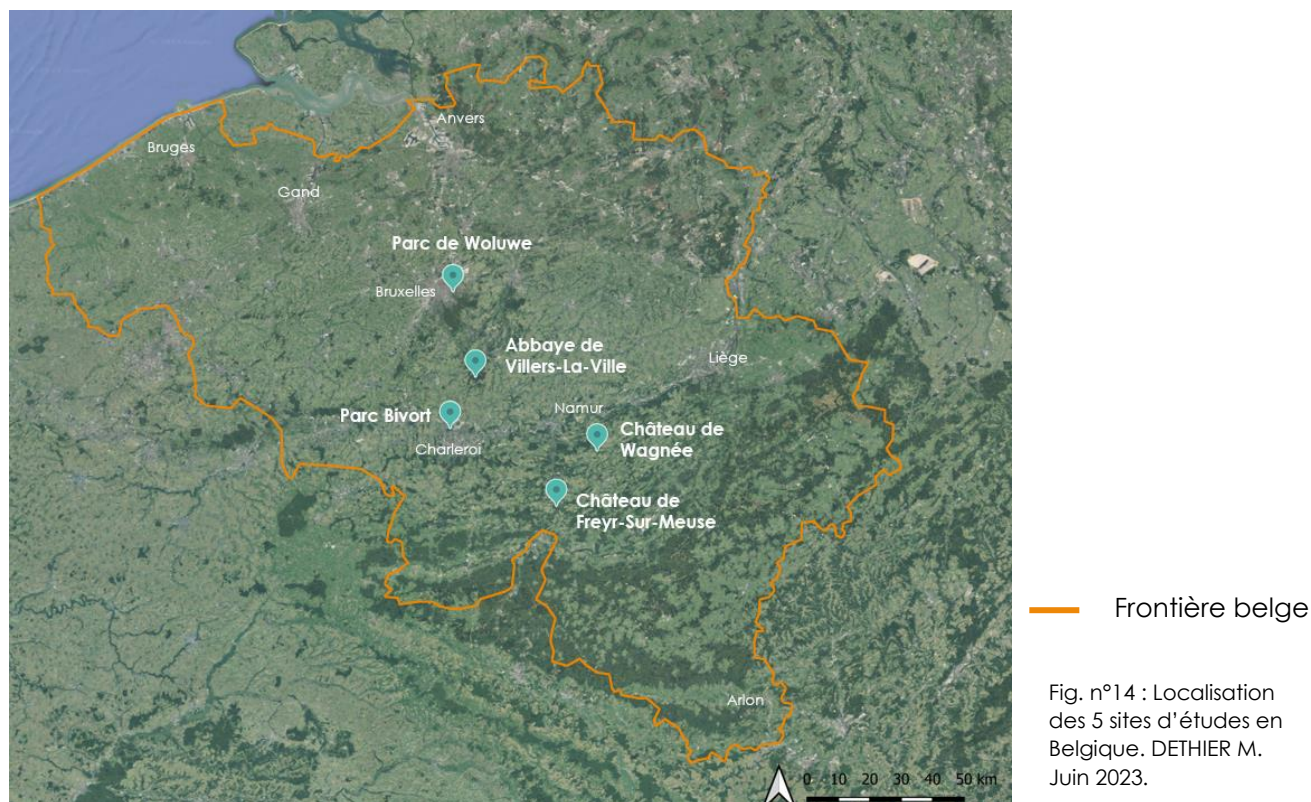 Anvers
Bruges
Gand
Parc de Woluwe
Bruxelles
Abbaye de
Villers-La-Ville
Liège
Parc Bivort
Namur
Château de
Wagnée
Charleroi
Château de
Freyr-Sur-Meuse
Arlon
0 10 20 30 40 50 km
Frontière belge
Fig. n°14 : Localisation
des 5 sites d'études en
Belgique. DETHIER M.
Juin 2023.